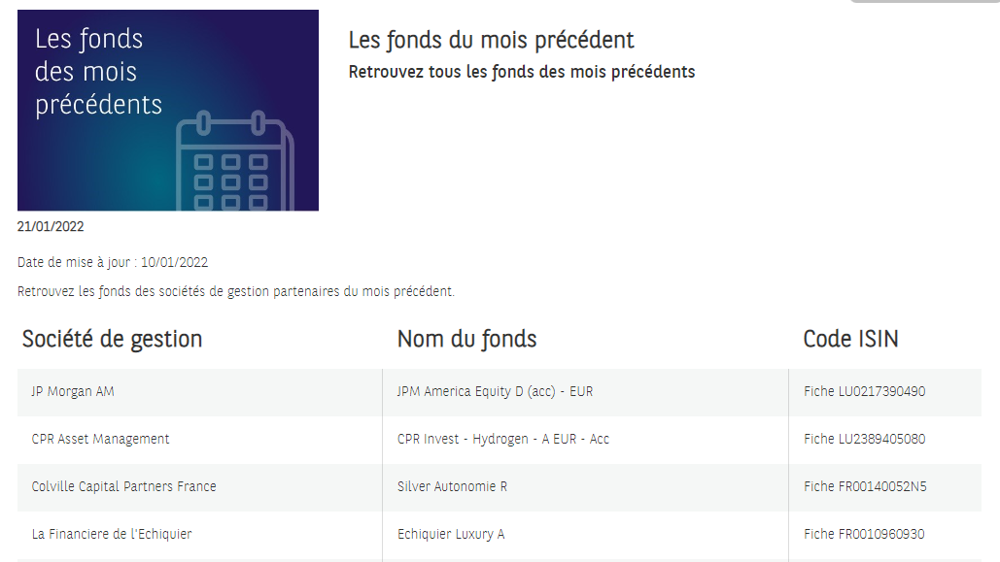 Les fonds
des mois
précédents
Les fonds du mois précédent
Retrouvez tous les fonds des mois précédents
21/01/2022
Date de mise à jour : 10/01/2022
Retrouvez les fonds des sociétés de gestion partenaires du mois précédent.
Société de gestion Nom du fonds Code ISIN
JP Morgan AM JPM America Equity D (acc) - EUR Fiche LU0217390490
CPR Asset Management CPR Invest - Hydrogen - A EUR - Acc Fiche LU2389405080
Colville Capital Partners France Silver Autonomie R Fiche FR00140052N5
La Financiere de l'Echiquier Echiquier Luxury A Fiche FR0010960930